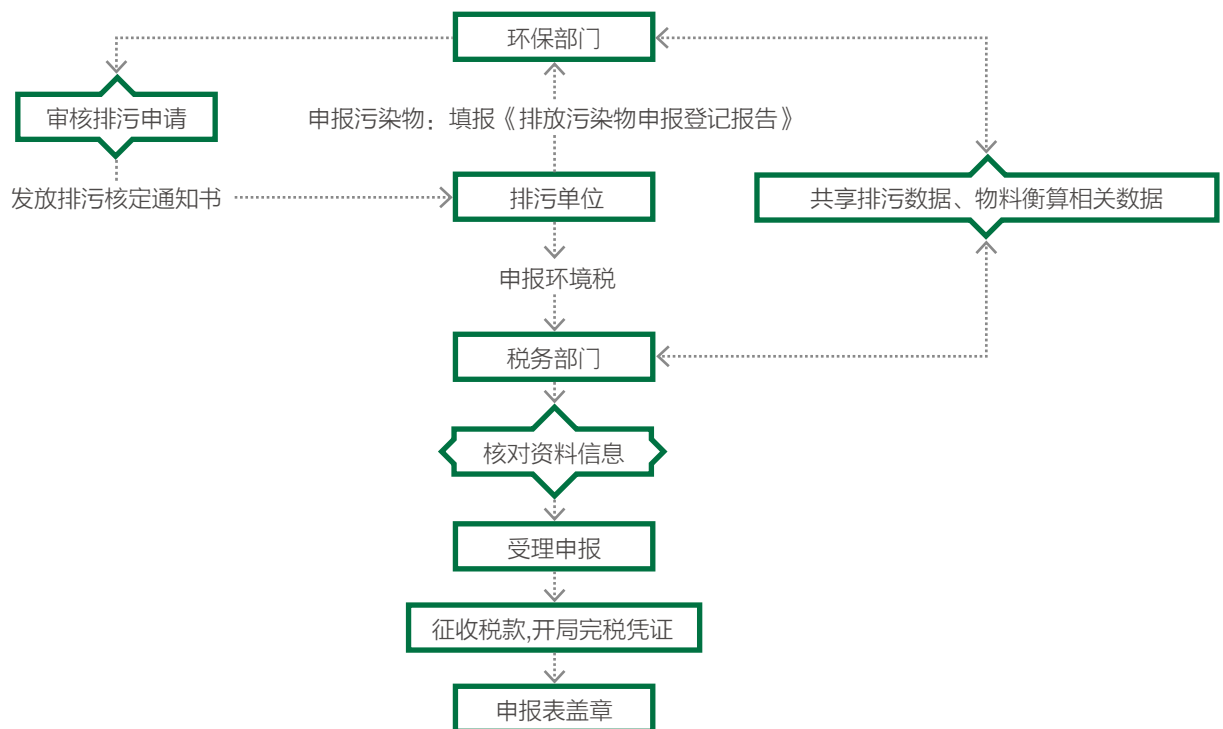 环保部门
审核排污申请
申报污染物：填报《排放污染物申报登记报告》
发放排污核定通知书
排污单位
共享排污数据、物料衡算相关数据
申报环境税
税务部门
核对资料信息
受理申报
征收税款,开局完税凭证
申报表盖章